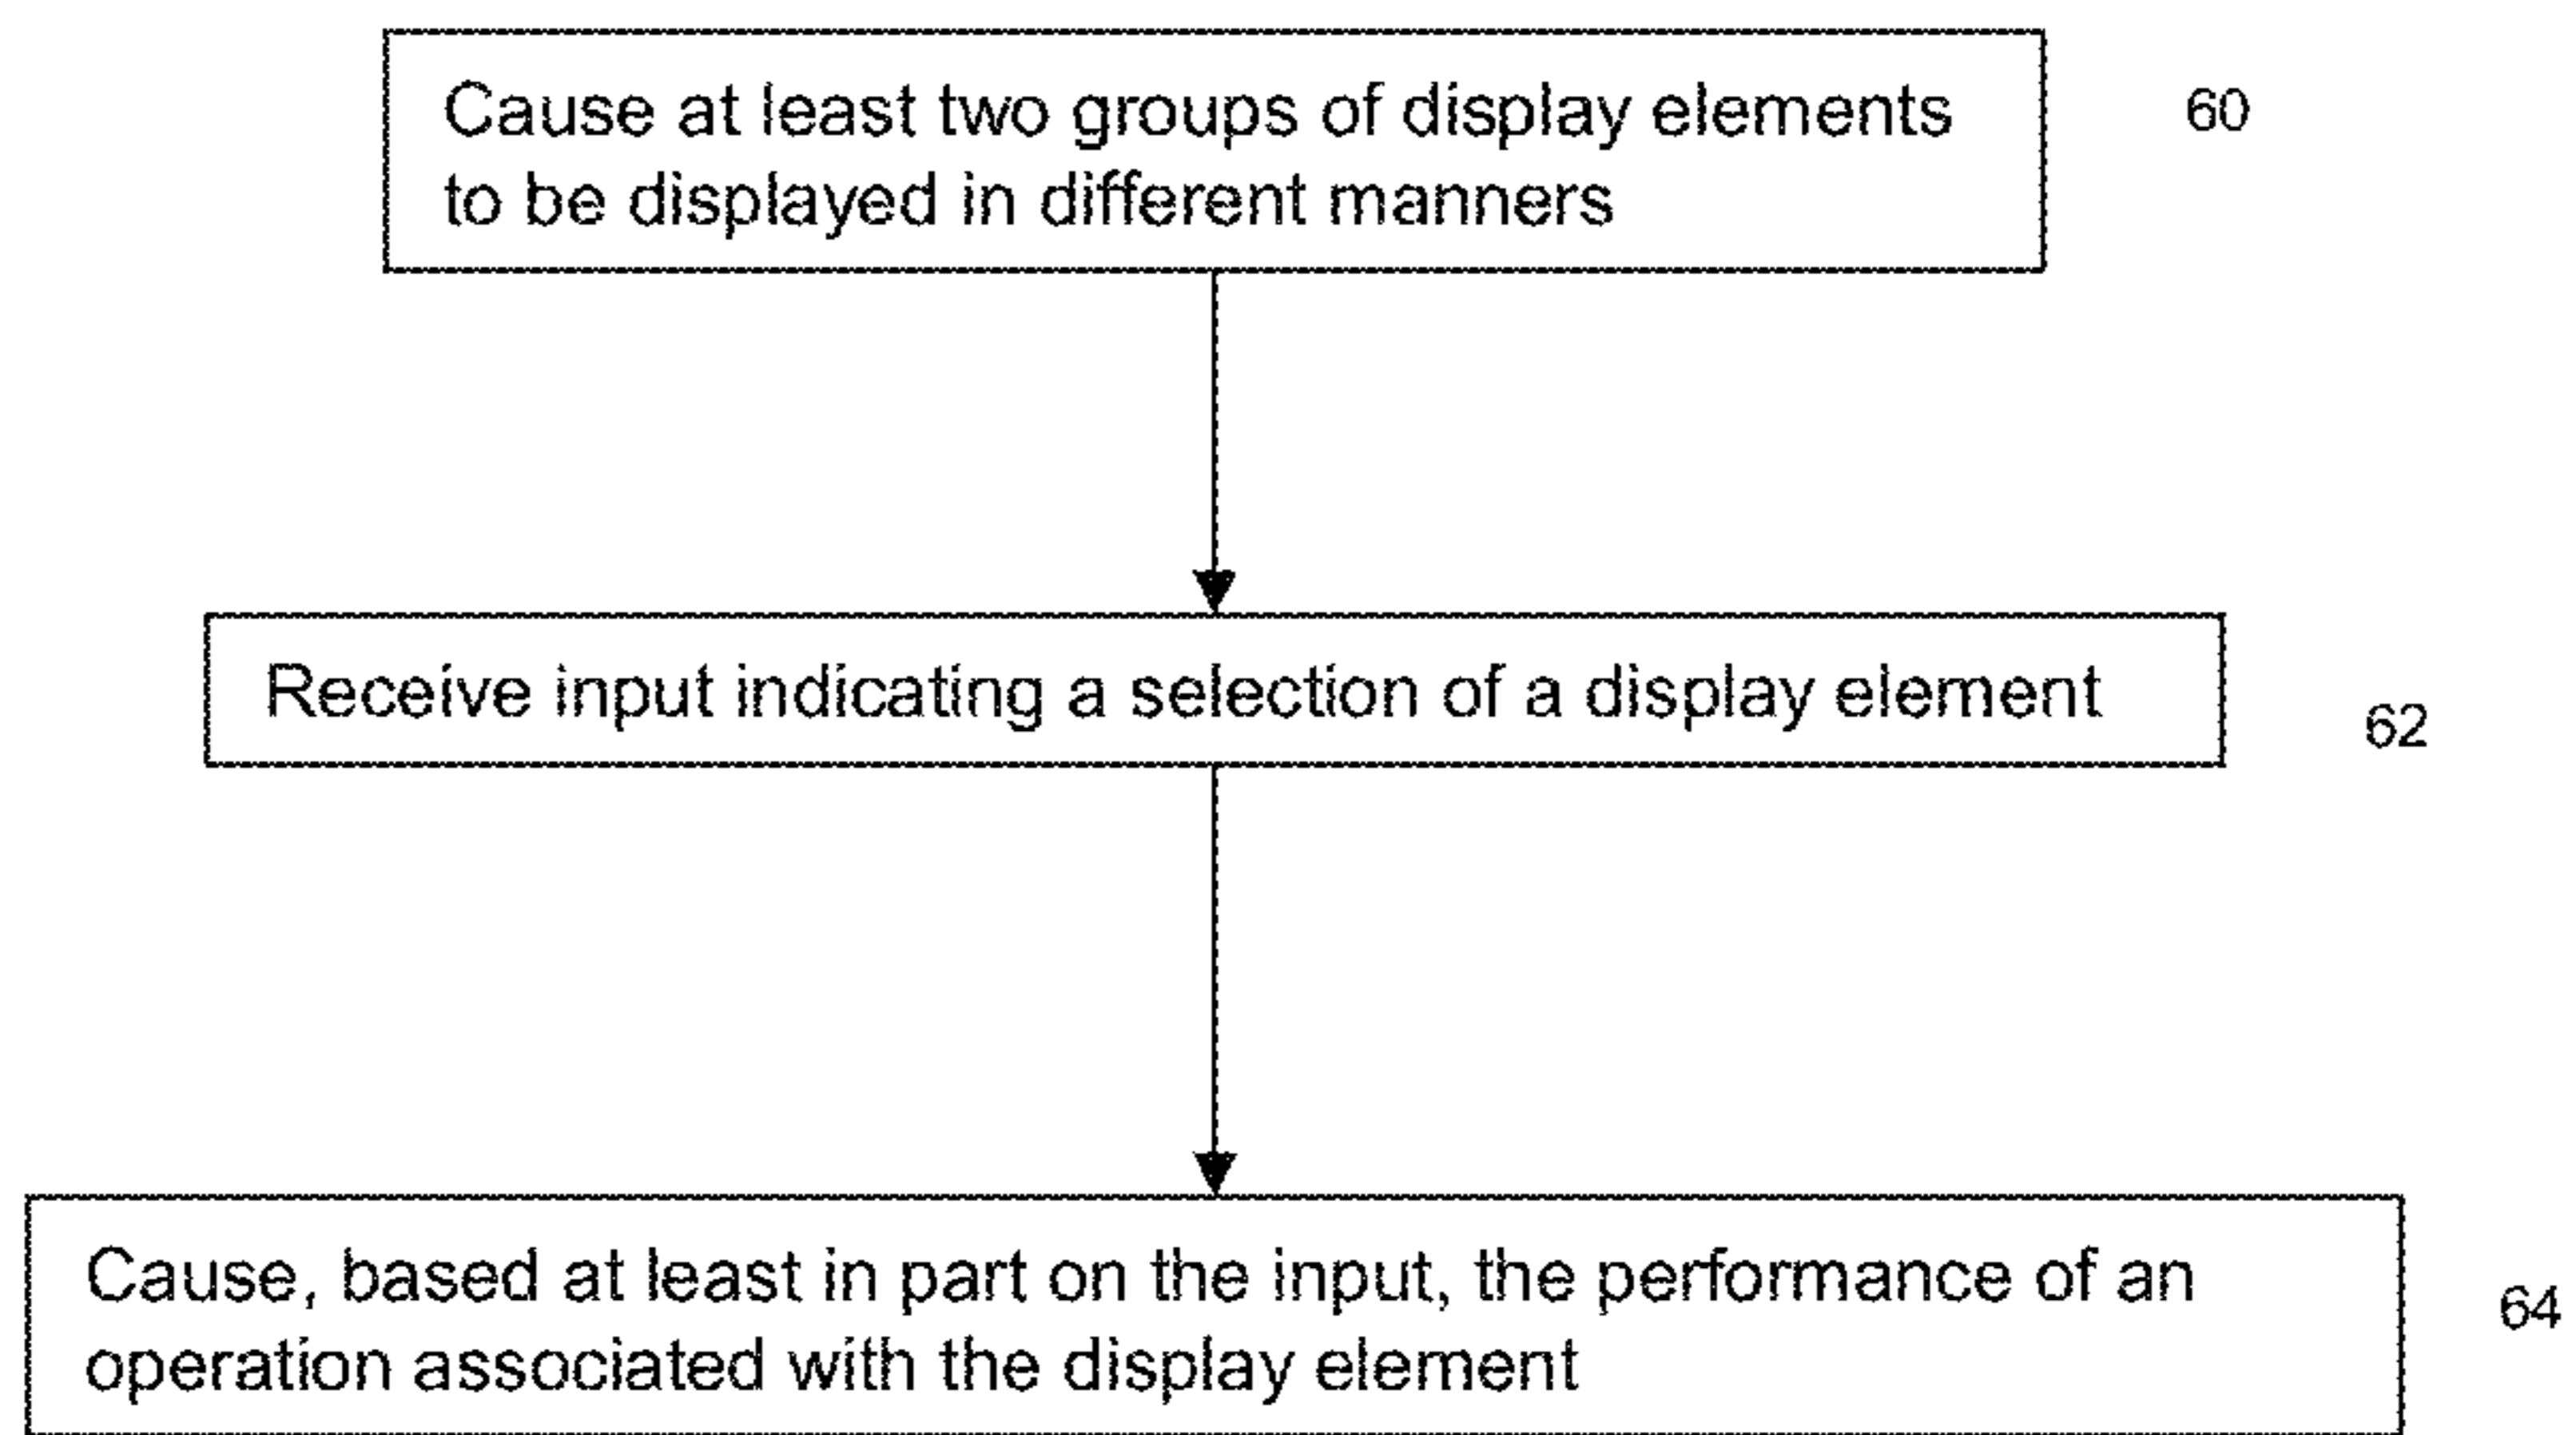 Cause at least two groups of display elements
to be displayed in different manners
60
Receive input indicating a selection of a display element
62
Cause, based at least in part on the input, the performance of an
operation associated with the display element
64